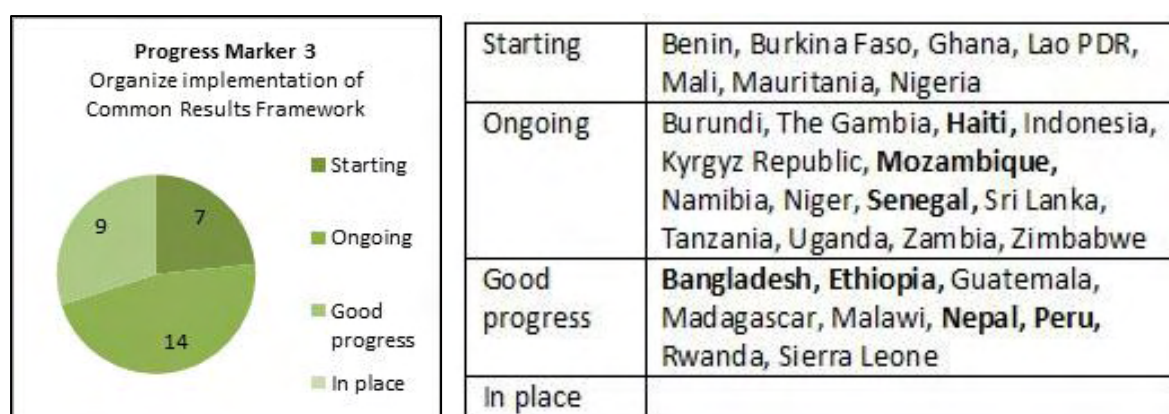 Progress Marker 3
Organize implementation of
Common Results Framework
Starting
Ongoing
Good
progress
In place
7
9
14
Starting
Benin, Burkina Faso, Ghana, Lao PDR,
Mali, Mauritania, Nigeria
Ongoing
Burundi, The Gambia, Haiti, Indonesia,
Kyrgyz Republic, Mozambique,
Namibia, Niger, Senegal, Sri Lanka,
Tanzania, Uganda, Zambia, Zimbabwe
Good
progress
Bangladesh, Ethiopia, Guatemala,
Madagascar, Malawi, Nepal, Peru,
Rwanda, Sierra Leone
In place